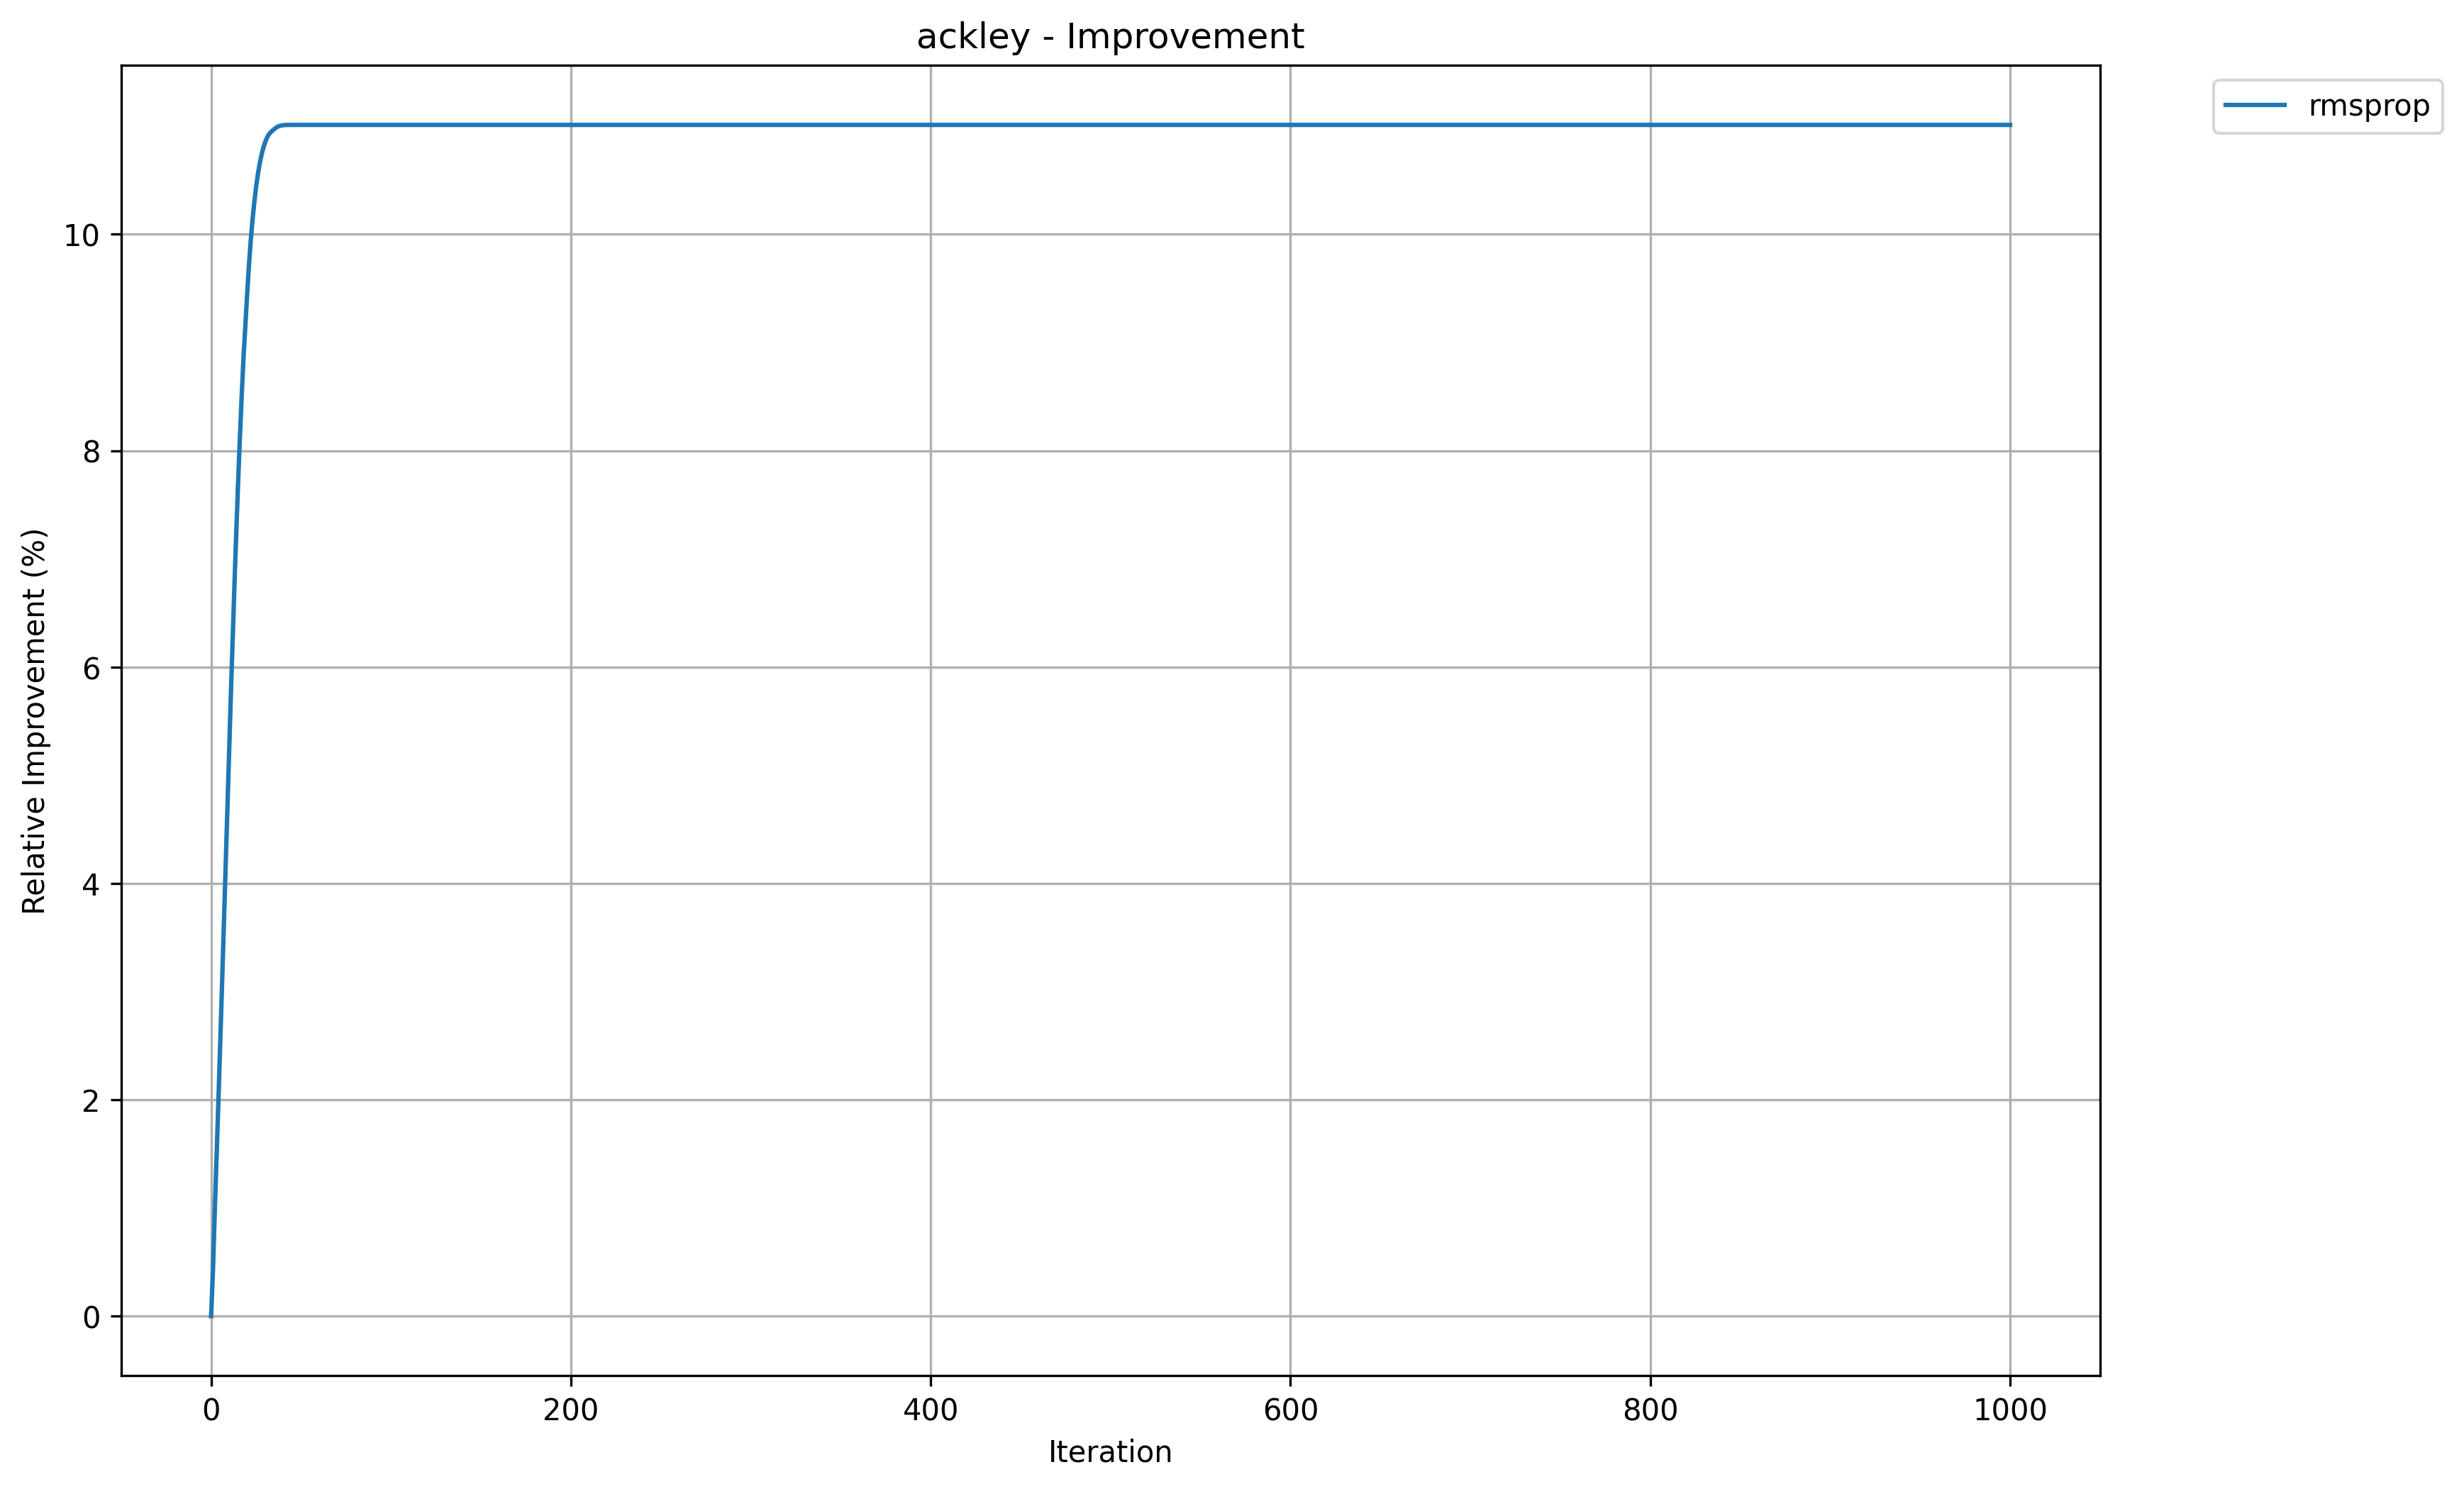 ackley - Improvement
rmsprop
Relative Improvement (%)
10
8
6
4
2
0
0 200 400 600 800 1000
Iteration